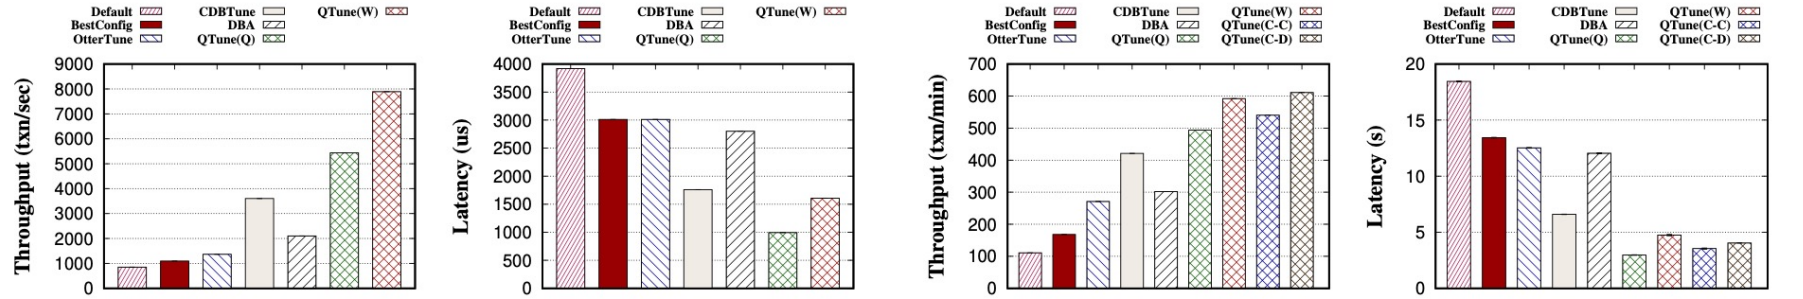 Default CDBTune QTune(W)
BestConfig DBA
OtterTune QTune(Q)
Throughput (txn/sec)
9000
8000
7000
6000
5000
4000
3000
2000
1000
0
Default CDBTune QTune(W)
BestConfig DBA
OtterTune QTune(Q)
Latency (us)
4000
3500
3000
2500
2000
1500
1000
500
0
Default CDBTune QTune(W)
BestConfig DBA QTune(C-C)
OtterTune QTune(Q) QTune(C-D)
Throughput (txn/min)
700
600
500
400
300
200
100
0
Default CDBTune QTune(W)
BestConfig DBA QTune(C-C)
OtterTune QTune(Q) QTune(C-D)
Latency (s)
20
15
10
5
0